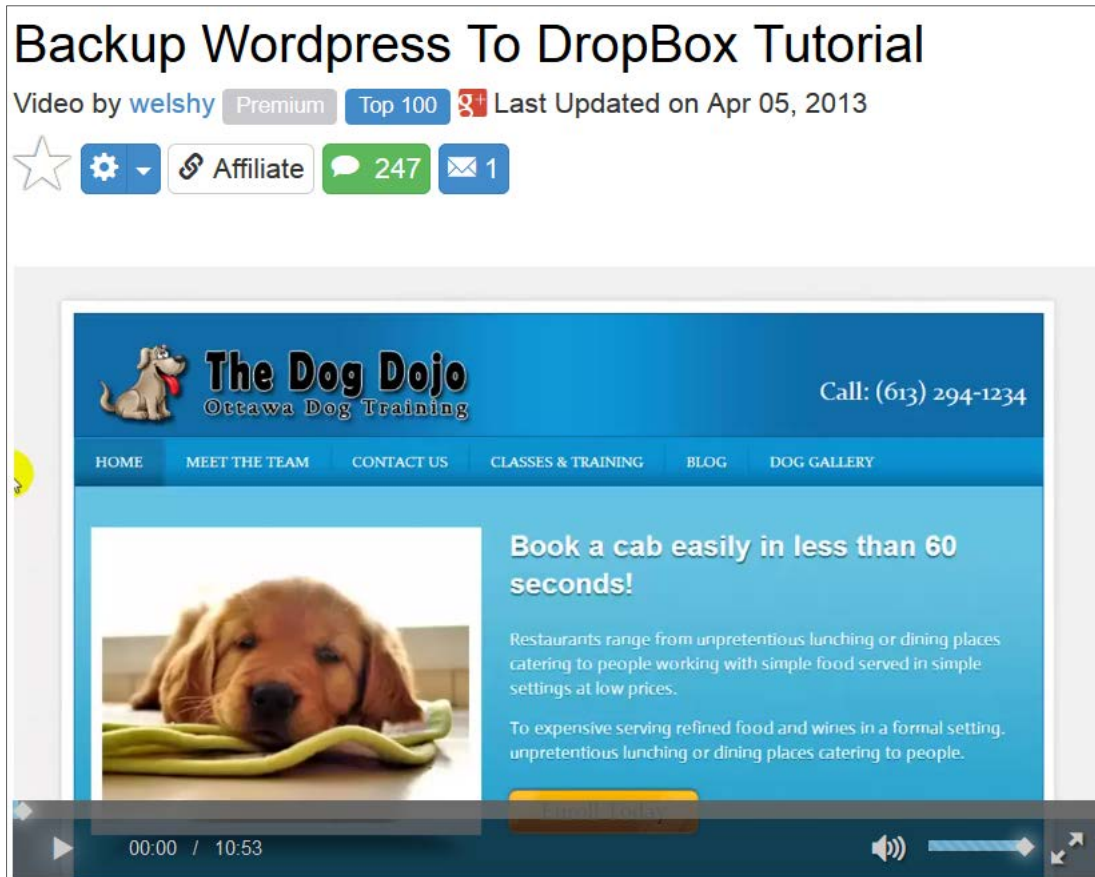 Backup Wordpress To DropBox Tutorial
Video by welshy Premium Top 100 g+ Last Updated on Apr 05, 2013
Affiliate 247 1
The Dog Dojo
Ottawa Dog Training
Call: (613) 294-1234
HOME MEET THE TEAM CONTACT US CLASSES & TRAINING BLOG DOG GALLERY
Book a cab easily in less than 60
seconds!
Restaurants range from unpretentious lunching or dining places
catering to people working with simple food served in simple
settings at low prices.
To expensive serving refined food and wines in a formal setting.
unpretentious lunching or dining places catering to people.
Enroll Today
00:00 / 10:53